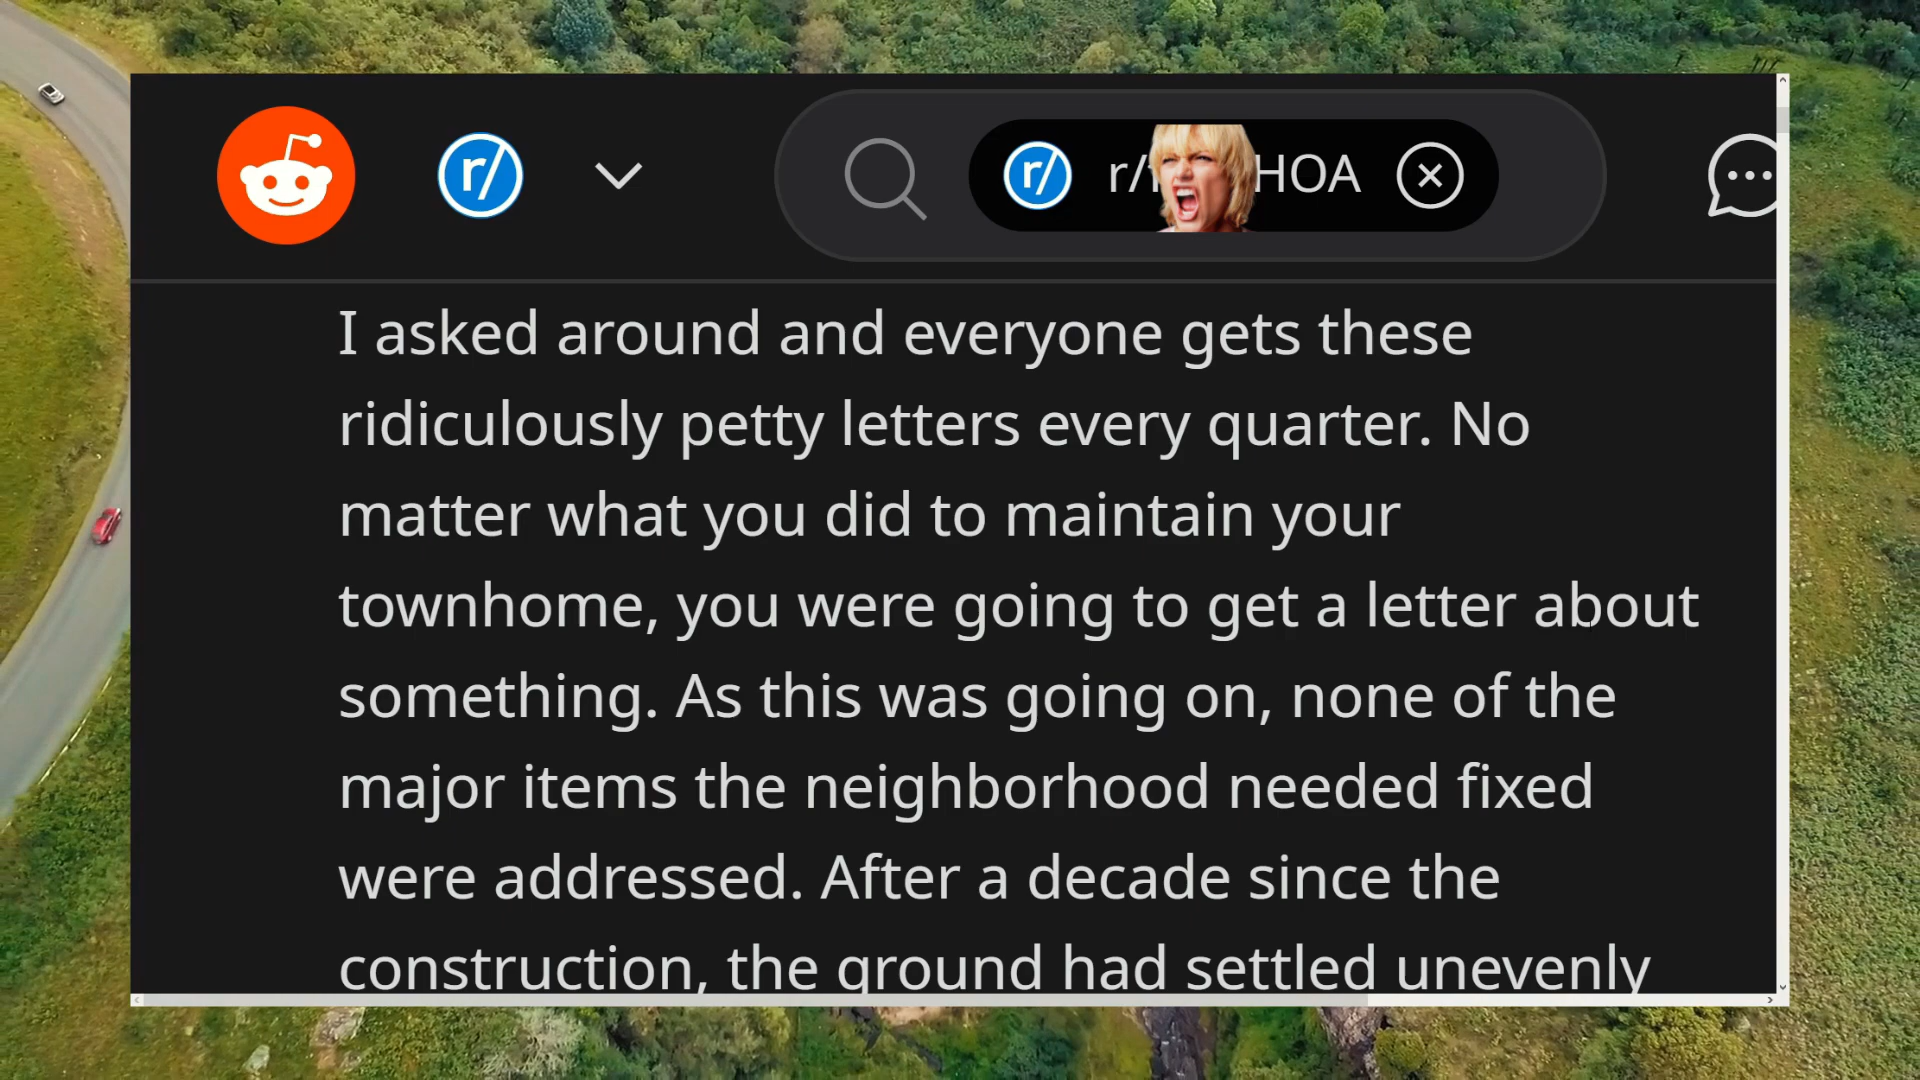 r/ r/ HOA
I asked around and everyone gets these
ridiculously petty letters every quarter. No
matter what you did to maintain your
townhome, you were going to get a letter about
something. As this was going on, none of the
major items the neighborhood needed fixed
were addressed. After a decade since the
construction, the ground had settled unevenly